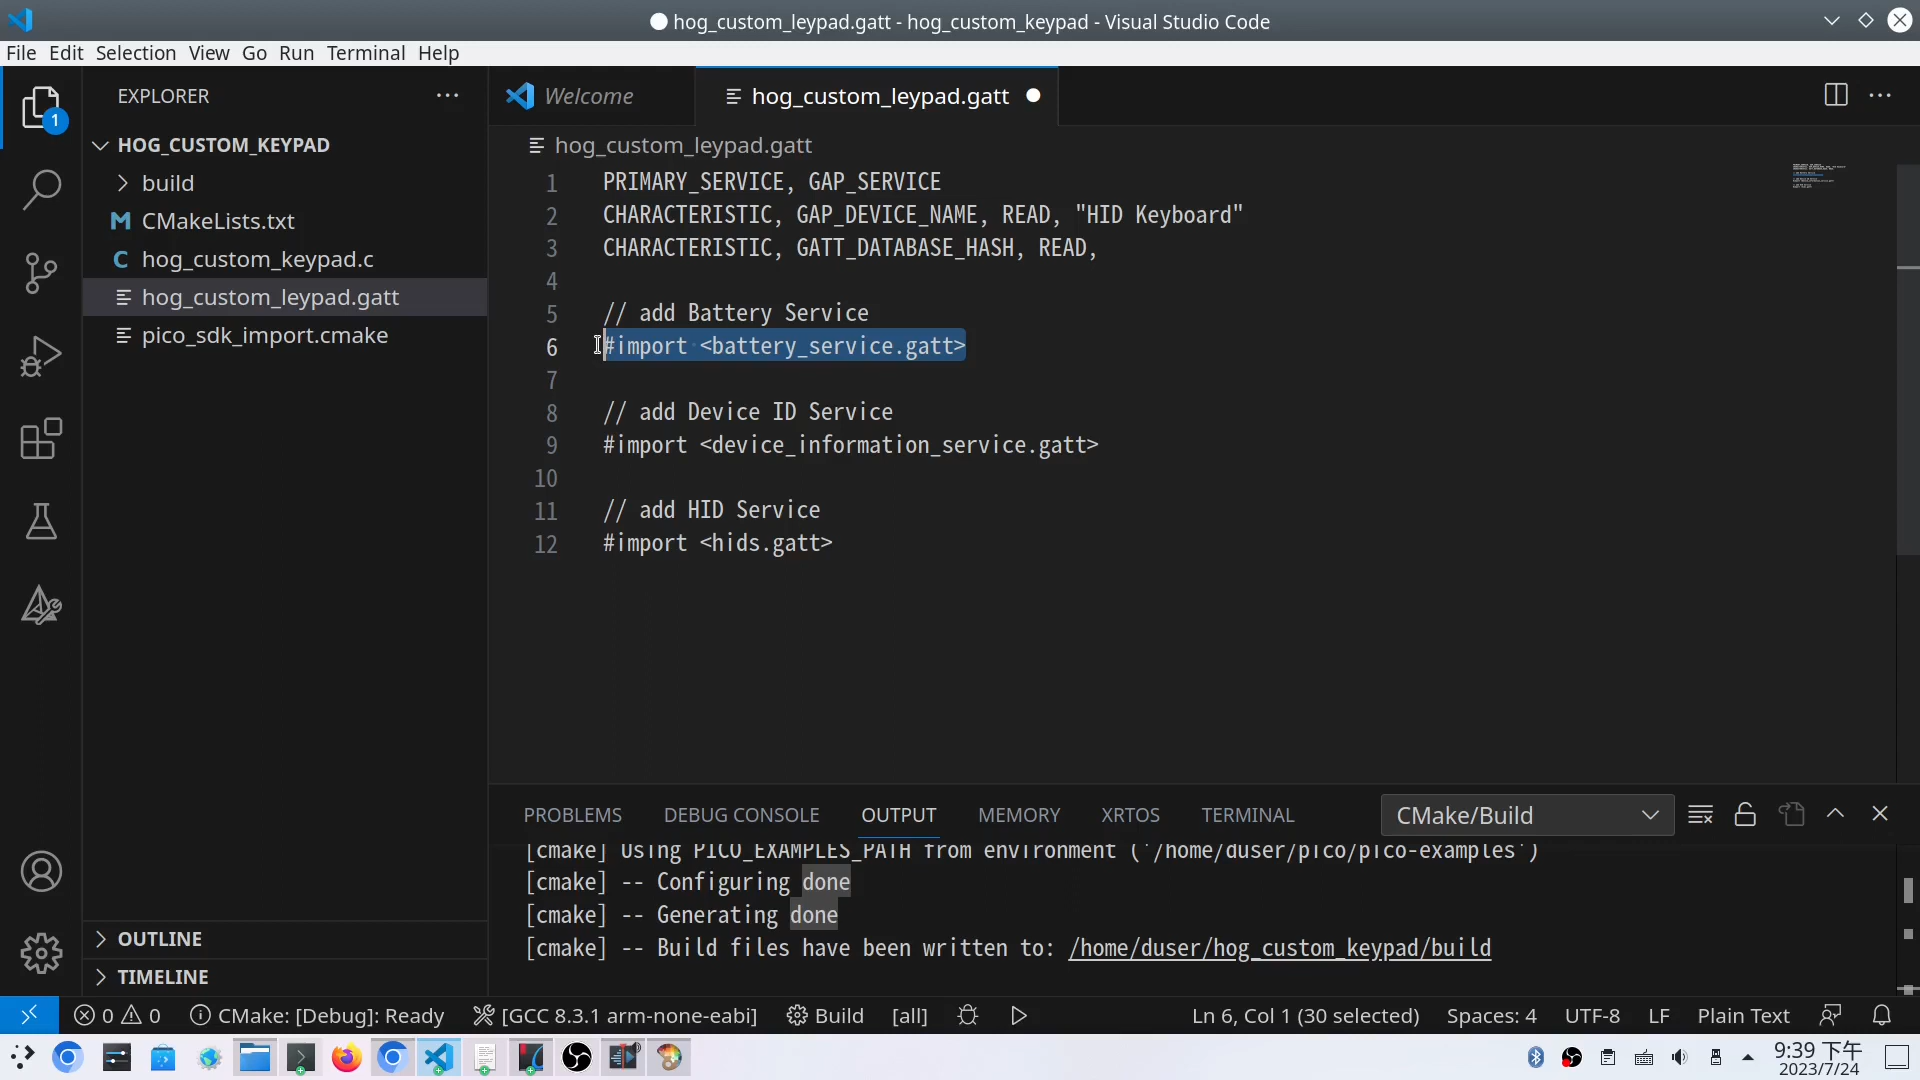 hog_custom_leypad.gatt - hog_custom_keypad - Visual Studio Code
File Edit Selection View Go Run Terminal Help
1
EXPLORER
HOG_CUSTOM_KEYPAD
build
M CMakeLists.txt
C hog_custom_keypad.c
hog_custom_leypad.gatt
pico_sdk_import.cmake
OUTLINE
TIMELINE
Welcome
hog_custom_leypad.gatt
hog_custom_leypad.gatt
1 PRIMARY_SERVICE, GAP_SERVICE
2 CHARACTERISTIC, GAP_DEVICE_NAME, READ, "HID Keyboard"
3 CHARACTERISTIC, GATT_DATABASE_HASH, READ,
4
5 // add Battery Service
6 #import <battery_service.gatt>
7
8 // add Device ID Service
9 #import <device_information_service.gatt>
10
11 // add HID Service
12 #import <hids.gatt>
PROBLEMS DEBUG CONSOLE OUTPUT MEMORY XRTOS TERMINAL CMake/Build
[cmake] Using PICO_EXAMPLES_PATH from environment ('/home/duser/pico/pico-examples')
[cmake] -- Configuring done
[cmake] -- Generating done
[cmake] -- Build files have been written to: /home/duser/hog_custom_keypad/build
0 0 CMake: [Debug]: Ready [GCC 8.3.1 arm-none-eabi] Build [all] Ln 6, Col 1 (30 selected) Spaces: 4 UTF-8 LF Plain Text
9:39 下午
2023/7/24